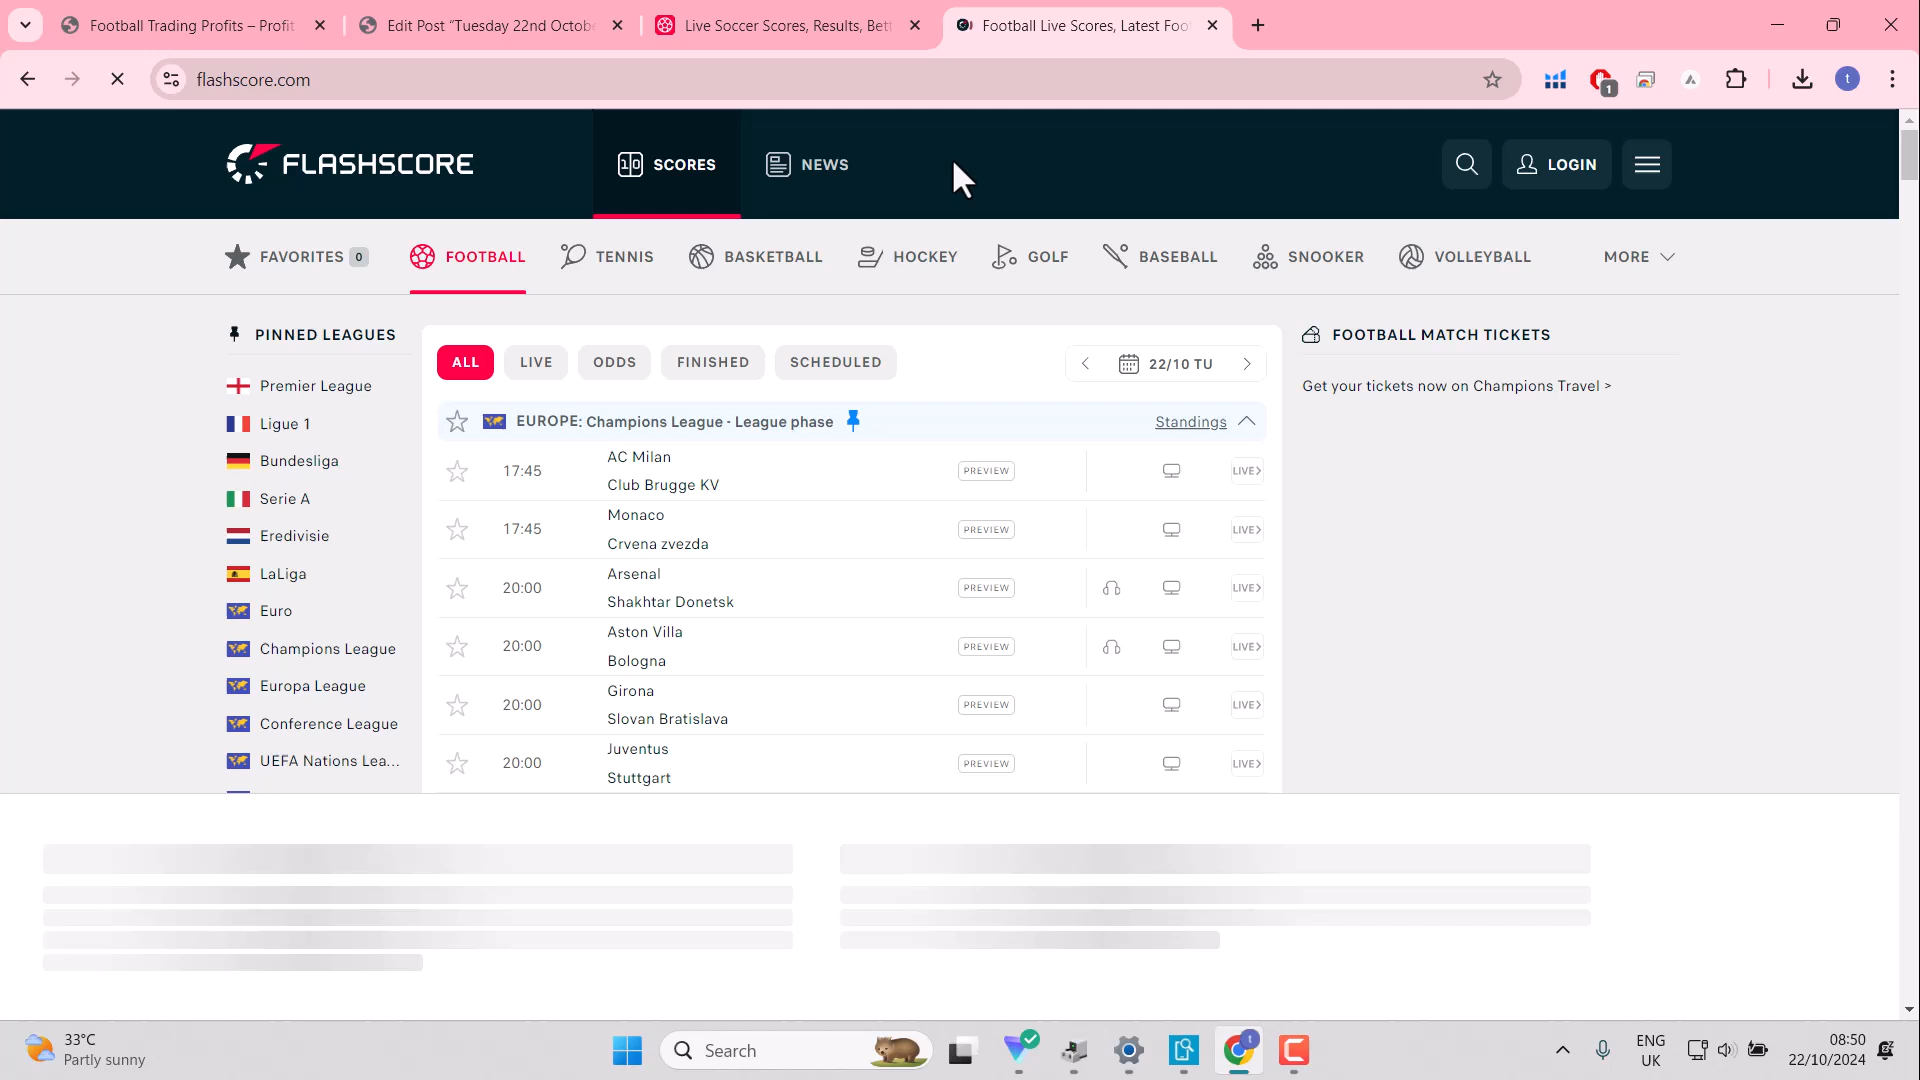 Football Trading Profits – Profit
Edit Post “Tuesday 22nd Octobe
Live Soccer Scores, Results, Bett
Football Live Scores, Latest Foo
flashscore.com
1
t
FLASHSCORE
SCORES
NEWS
LOGIN
FAVORITES 0
FOOTBALL
TENNIS
BASKETBALL
HOCKEY
GOLF
BASEBALL
SNOOKER
VOLLEYBALL
MORE
PINNED LEAGUES
Premier League
Ligue 1
Bundesliga
Serie A
Eredivisie
LaLiga
Euro
Champions League
Europa League
Conference League
UEFA Nations Lea...
ALL
LIVE
ODDS
FINISHED
SCHEDULED
22/10 TU
EUROPE: Champions League - League phase
Standings
17:45
AC Milan
Club Brugge KV
PREVIEW
LIVE>
17:45
Monaco
Crvena zvezda
PREVIEW
LIVE>
20:00
Arsenal
Shakhtar Donetsk
PREVIEW
LIVE>
20:00
Aston Villa
Bologna
PREVIEW
LIVE>
20:00
Girona
Slovan Bratislava
PREVIEW
LIVE>
20:00
Juventus
Stuttgart
PREVIEW
LIVE>
FOOTBALL MATCH TICKETS
Get your tickets now on Champions Travel >
33°C
Partly sunny
Search
t
ENG
UK
08:50
22/10/2024